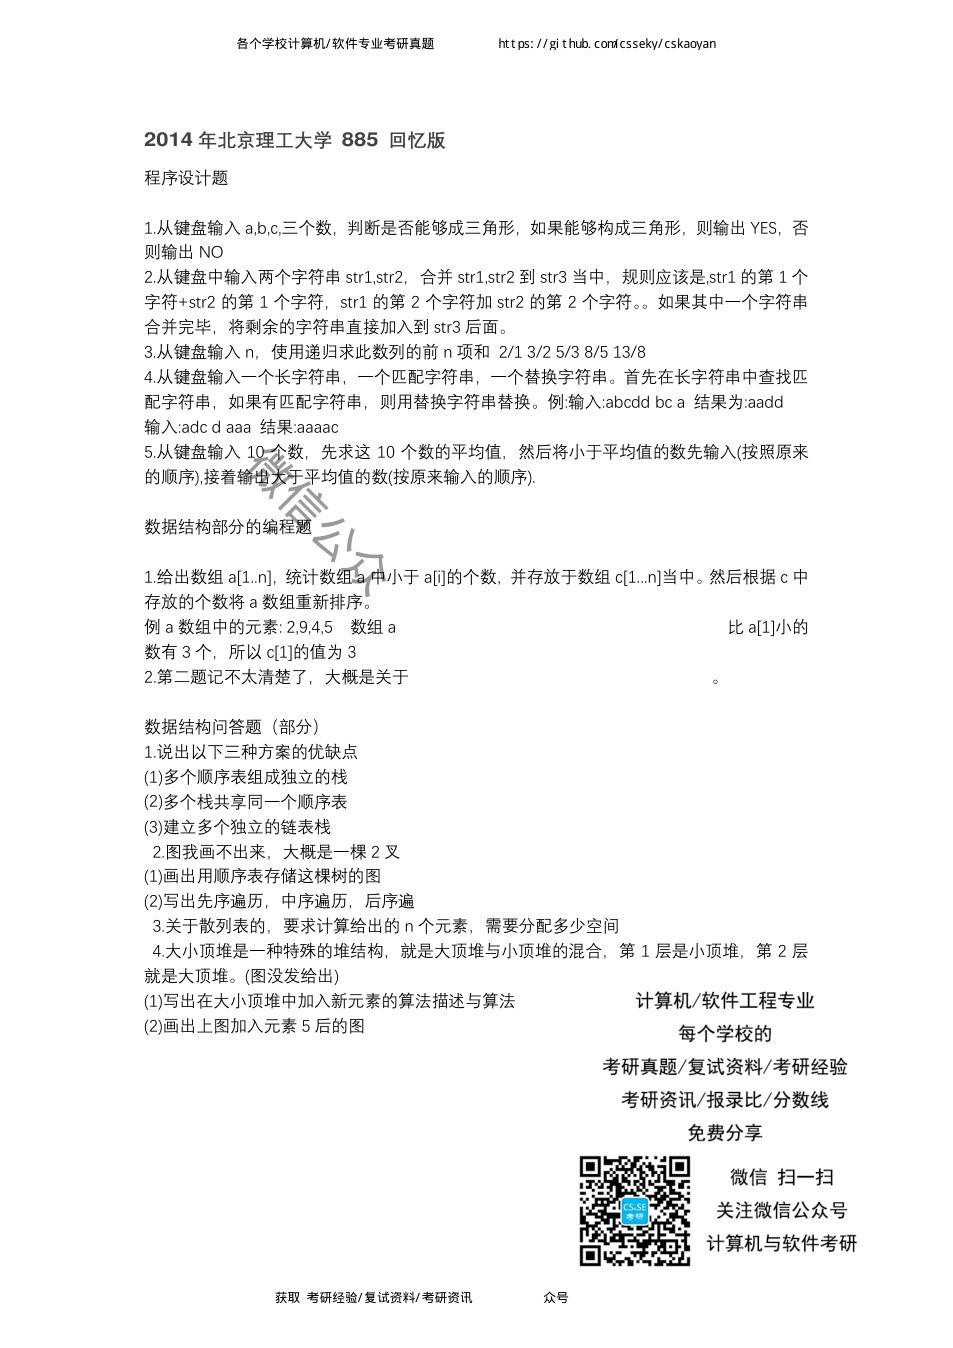 各个学校计算机/软件专业考研真题 https://github.com/csseky/cskaoyan
2014 年北京理工大学 885 回忆版
程序设计题
1.从键盘输入 a,b,c,三个数，判断是否能够成三角形，如果能够构成三角形，则输出 YES，否
则输出 NO
2.从键盘中输入两个字符串 str1,str2，合并 str1,str2 到 str3 当中，规则应该是,str1 的第 1 个
字符+str2 的第 1 个字符，str1 的第 2 个字符加 str2 的第 2 个字符。。如果其中一个字符串
合并完毕，将剩余的字符串直接加入到 str3 后面。
3.从键盘输入 n，使用递归求此数列的前 n 项和 2/1 3/2 5/3 8/5 13/8
4.从键盘输入一个长字符串，一个匹配字符串，一个替换字符串。首先在长字符串中查找匹
配字符串，如果有匹配字符串，则用替换字符串替换。例:输入:abcdd bc a 结果为:aadd
输入:adc d aaa 结果:aaaac
5.从键盘输入 10 个数，先求这 10 个数的平均值，然后将小于平均值的数先输入(按照原来
的顺序),接着输出大于平均值的数(按原来输入的顺序).
微信公众
数据结构部分的编程题
1.给出数组 a[1..n]，统计数组 a 中小于 a[i]的个数，并存放于数组 c[1...n]当中。然后根据 c 中
存放的个数将 a 数组重新排序。
例 a 数组中的元素: 2,9,4,5 数组 a 比 a[1]小的
数有 3 个，所以 c[1]的值为 3
2.第二题记不太清楚了，大概是关于 。
数据结构问答题（部分）
1.说出以下三种方案的优缺点
(1)多个顺序表组成独立的栈
(2)多个栈共享同一个顺序表
(3)建立多个独立的链表栈
2.图我画不出来，大概是一棵 2 叉
(1)画出用顺序表存储这棵树的图
(2)写出先序遍历，中序遍历，后序遍
3.关于散列表的，要求计算给出的 n 个元素，需要分配多少空间
4.大小顶堆是一种特殊的堆结构，就是大顶堆与小顶堆的混合，第 1 层是小顶堆，第 2 层
就是大顶堆。(图没发给出)
(1)写出在大小顶堆中加入新元素的算法描述与算法
(2)画出上图加入元素 5 后的图
计算机/软件工程专业
每个学校的
考研真题/复试资料/考研经验
考研资讯/报录比/分数线
免费分享
CS.SE
考研
微信 扫一扫
关注微信公众号
计算机与软件考研
获取 考研经验/复试资料/考研资讯 众号